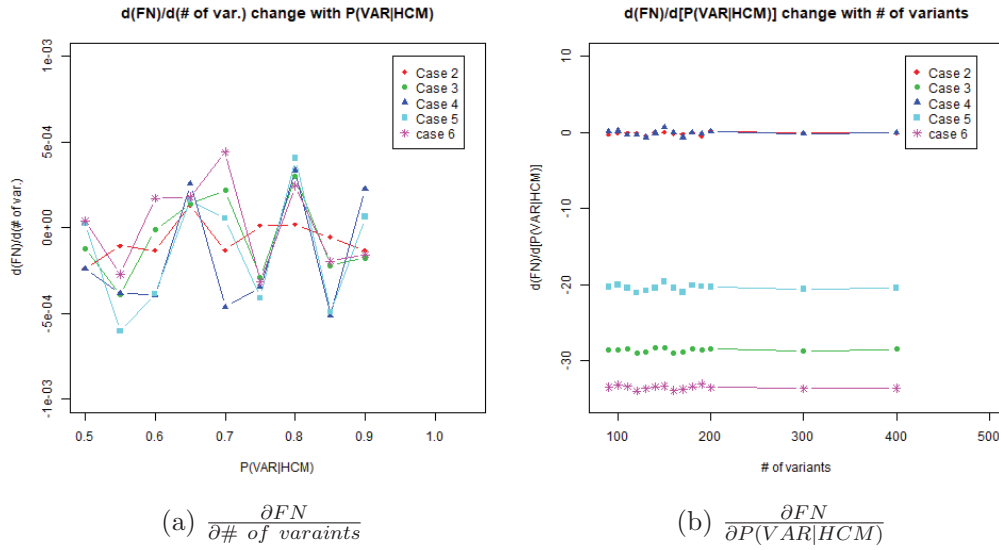 d(FN)/d(# of var.) change with P(VAR|HCM)
d(FN)/d(# of var.)
1e-03
5e-04
0e+00
-5e-04
-1e-03
Case 2
Case 3
Case 4
Case 5
case 6
0.5 0.6 0.7 0.8 0.9 1.0
P(VAR|HCM)
(a) ∂FN / ∂# of varaints
d(FN)/d[P(VAR|HCM)] change with # of variants
d(FN)/d[P(VAR|HCM)]
10
0
-10
-20
-30
Case 2
Case 3
Case 4
Case 5
case 6
100 200 300 400 500
# of variants
(b) ∂FN / ∂P(VAR|HCM)